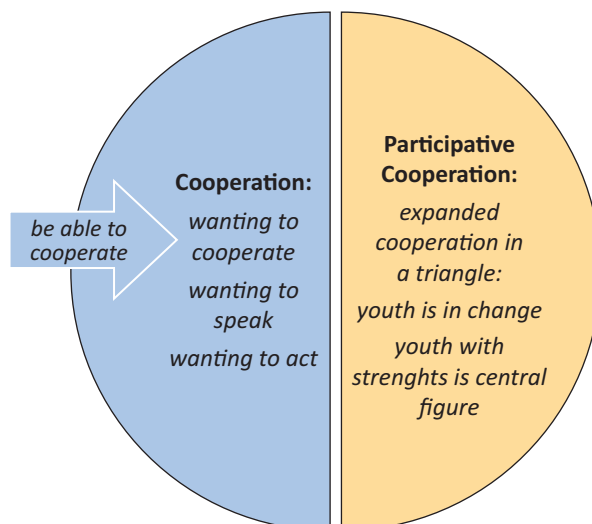 be able to
cooperate
Cooperation:
wanting to
cooperate
wanting to
speak
wanting to act
Participative
Cooperation:
expanded
cooperation in
a triangle:
youth is in change
youth with
strenghts is central
figure